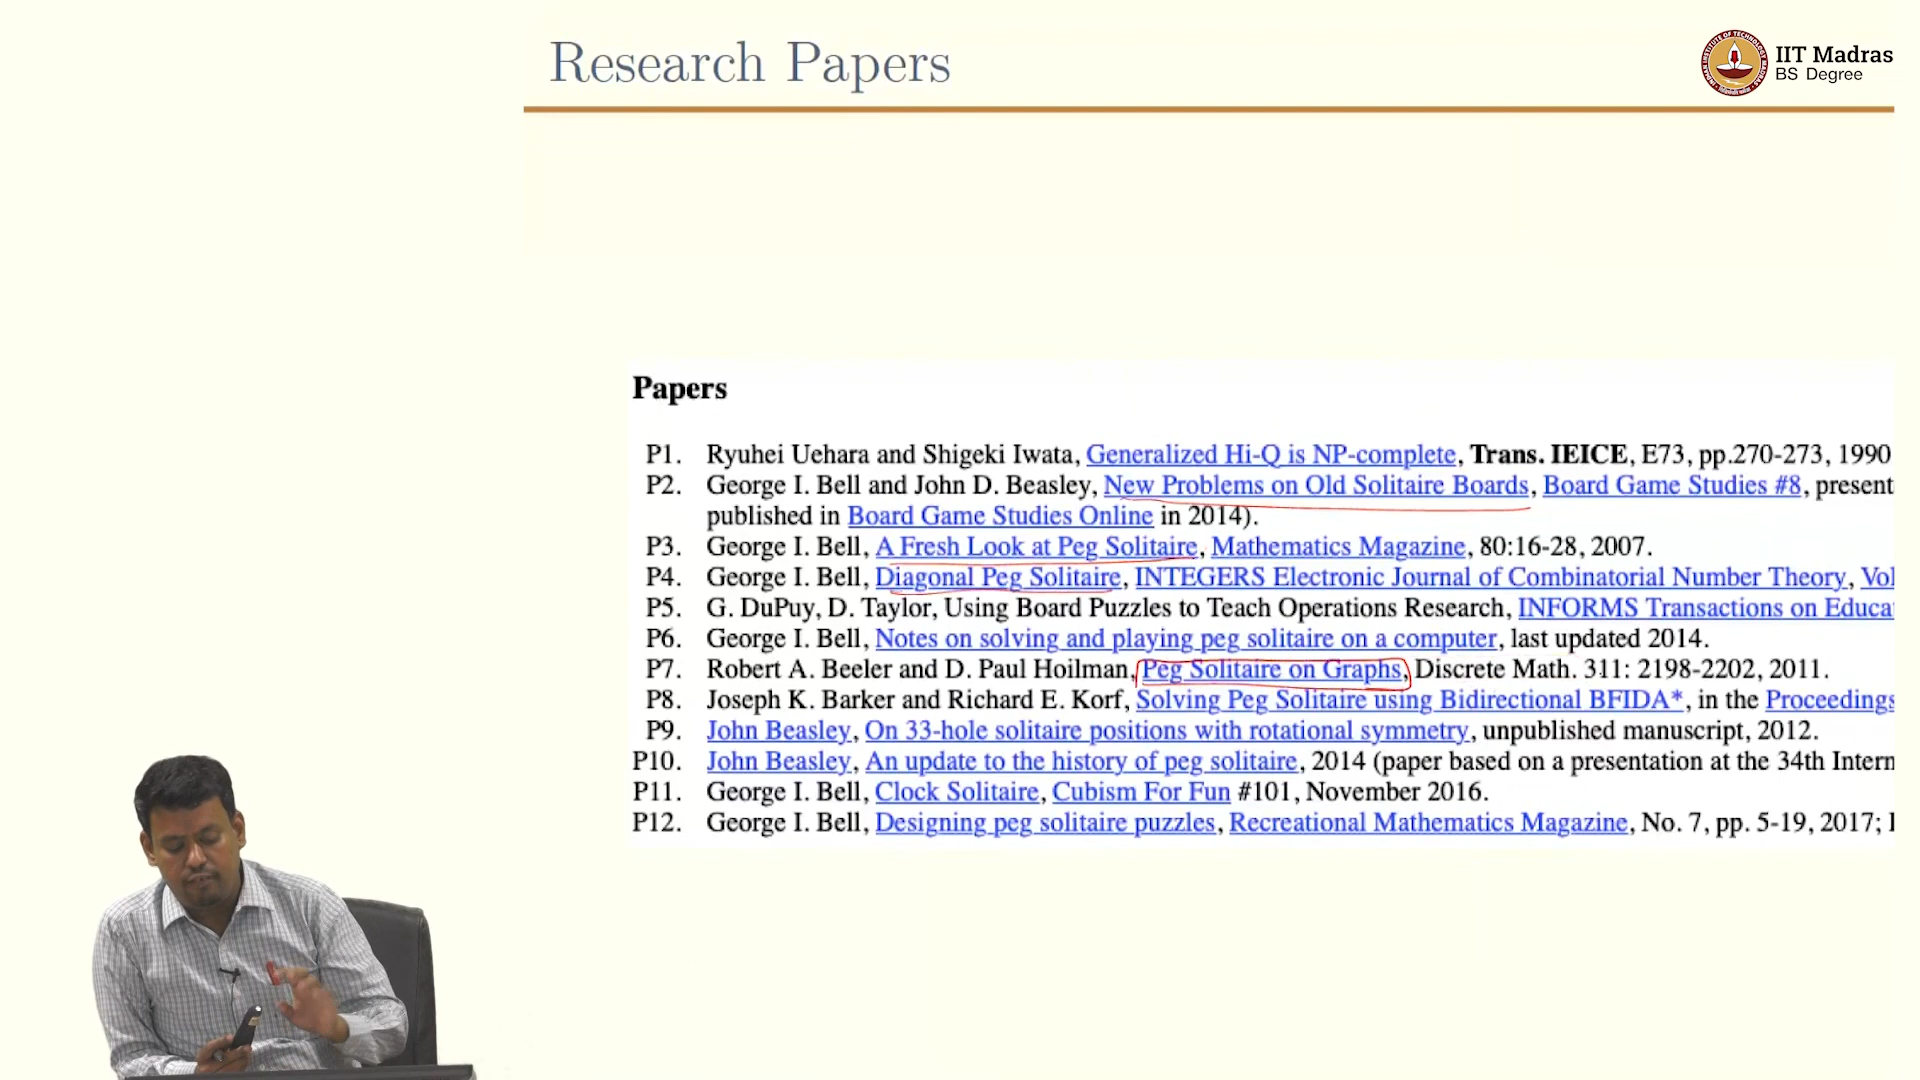 Research Papers
IIT Madras
BS Degree
Papers
P1. Ryuhei Uehara and Shigeki Iwata, Generalized Hi-Q is NP-complete, Trans. IEICE, E73, pp.270-273, 1990
P2. George I. Bell and John D. Beasley, New Problems on Old Solitaire Boards, Board Game Studies #8, present
published in Board Game Studies Online in 2014).
P3. George I. Bell, A Fresh Look at Peg Solitaire, Mathematics Magazine, 80:16-28, 2007.
P4. George I. Bell, Diagonal Peg Solitaire, INTEGERS Electronic Journal of Combinatorial Number Theory, Vol
P5. G. DuPuy, D. Taylor, Using Board Puzzles to Teach Operations Research, INFORMS Transactions on Educa
P6. George I. Bell, Notes on solving and playing peg solitaire on a computer, last updated 2014.
P7. Robert A. Beeler and D. Paul Hoilman, Peg Solitaire on Graphs, Discrete Math. 311: 2198-2202, 2011.
P8. Joseph K. Barker and Richard E. Korf, Solving Peg Solitaire using Bidirectional BFIDA*, in the Proceedings
P9. John Beasley, On 33-hole solitaire positions with rotational symmetry, unpublished manuscript, 2012.
P10. John Beasley, An update to the history of peg solitaire, 2014 (paper based on a presentation at the 34th Intern
P11. George I. Bell, Clock Solitaire, Cubism For Fun #101, November 2016.
P12. George I. Bell, Designing peg solitaire puzzles, Recreational Mathematics Magazine, No. 7, pp. 5-19, 2017;